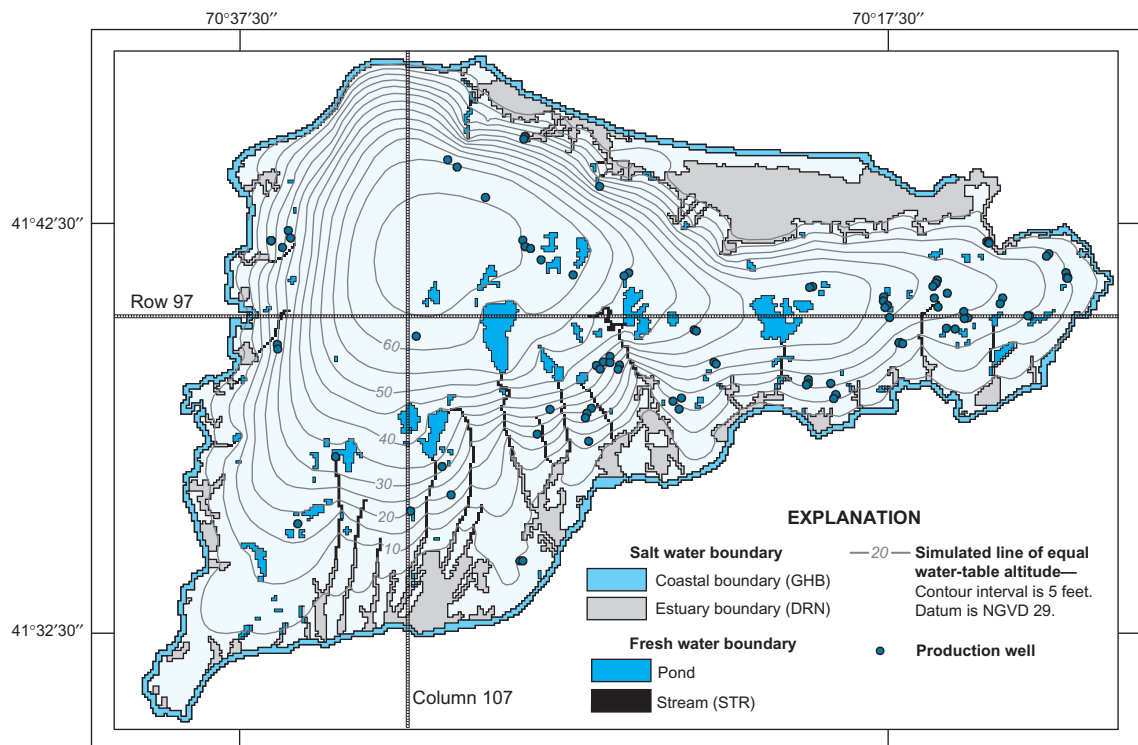 70°37'30''
70°17'30''
41°42'30''
Row 97
60
50
40
30
20
10
41°32'30''
Column 107
EXPLANATION
Salt water boundary
Coastal boundary (GHB)
Estuary boundary (DRN)
Fresh water boundary
Pond
Stream (STR)
20
Simulated line of equal
water-table altitude—
Contour interval is 5 feet.
Datum is NGVD 29.
Production well